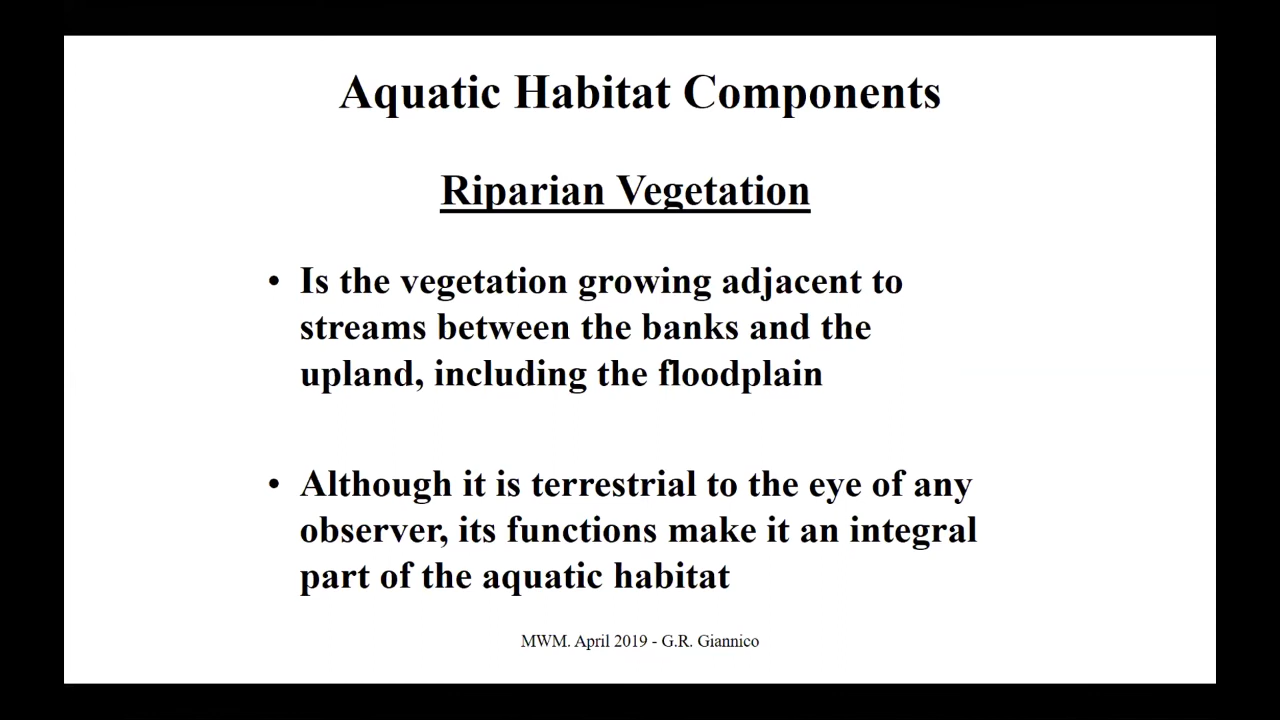 Aquatic Habitat Components
Riparian Vegetation
• Is the vegetation growing adjacent to
streams between the banks and the
upland, including the floodplain
• Although it is terrestrial to the eye of any
observer, its functions make it an integral
part of the aquatic habitat
MWM. April 2019 - G.R. Giannico